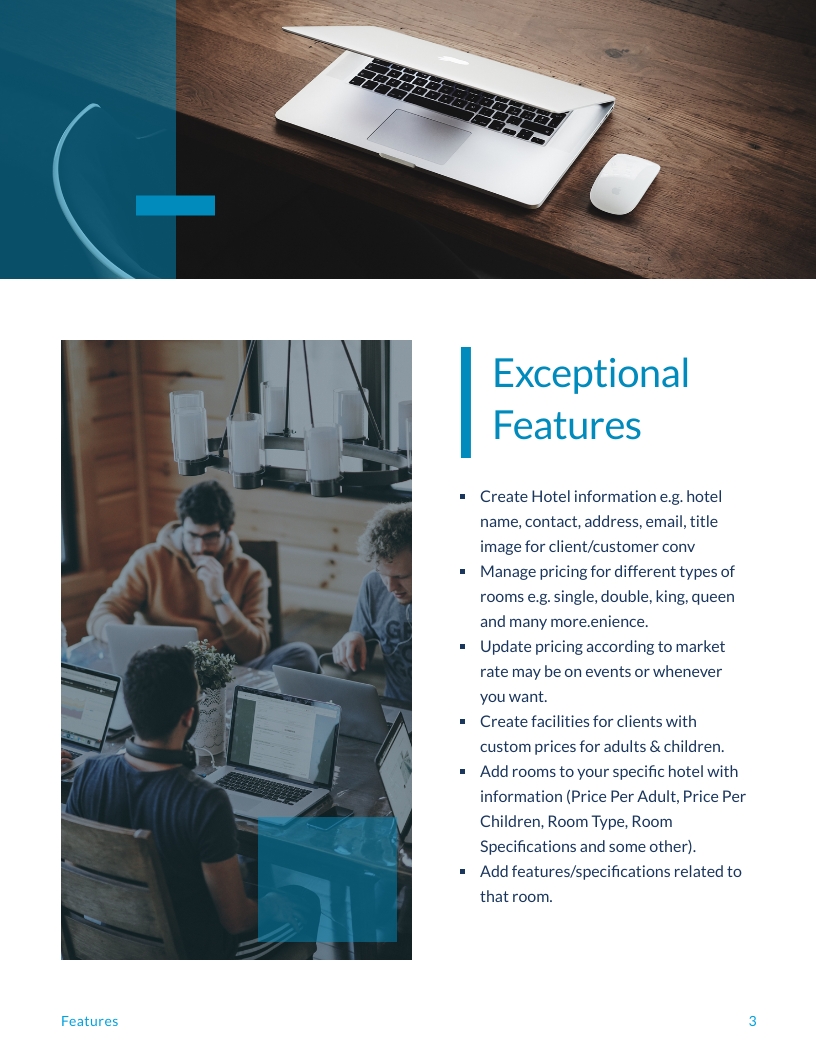 Exceptional
Features
▪ Create Hotel information e.g. hotel
name, contact, address, email, title
image for client/customer conv
▪ Manage pricing for different types of
rooms e.g. single, double, king, queen
and many more.enience.
▪ Update pricing according to market
rate may be on events or whenever
you want.
▪ Create facilities for clients with
custom prices for adults & children.
▪ Add rooms to your specific hotel with
information (Price Per Adult, Price Per
Children, Room Type, Room
Specifications and some other).
▪ Add features/specifications related to
that room.
Features
3